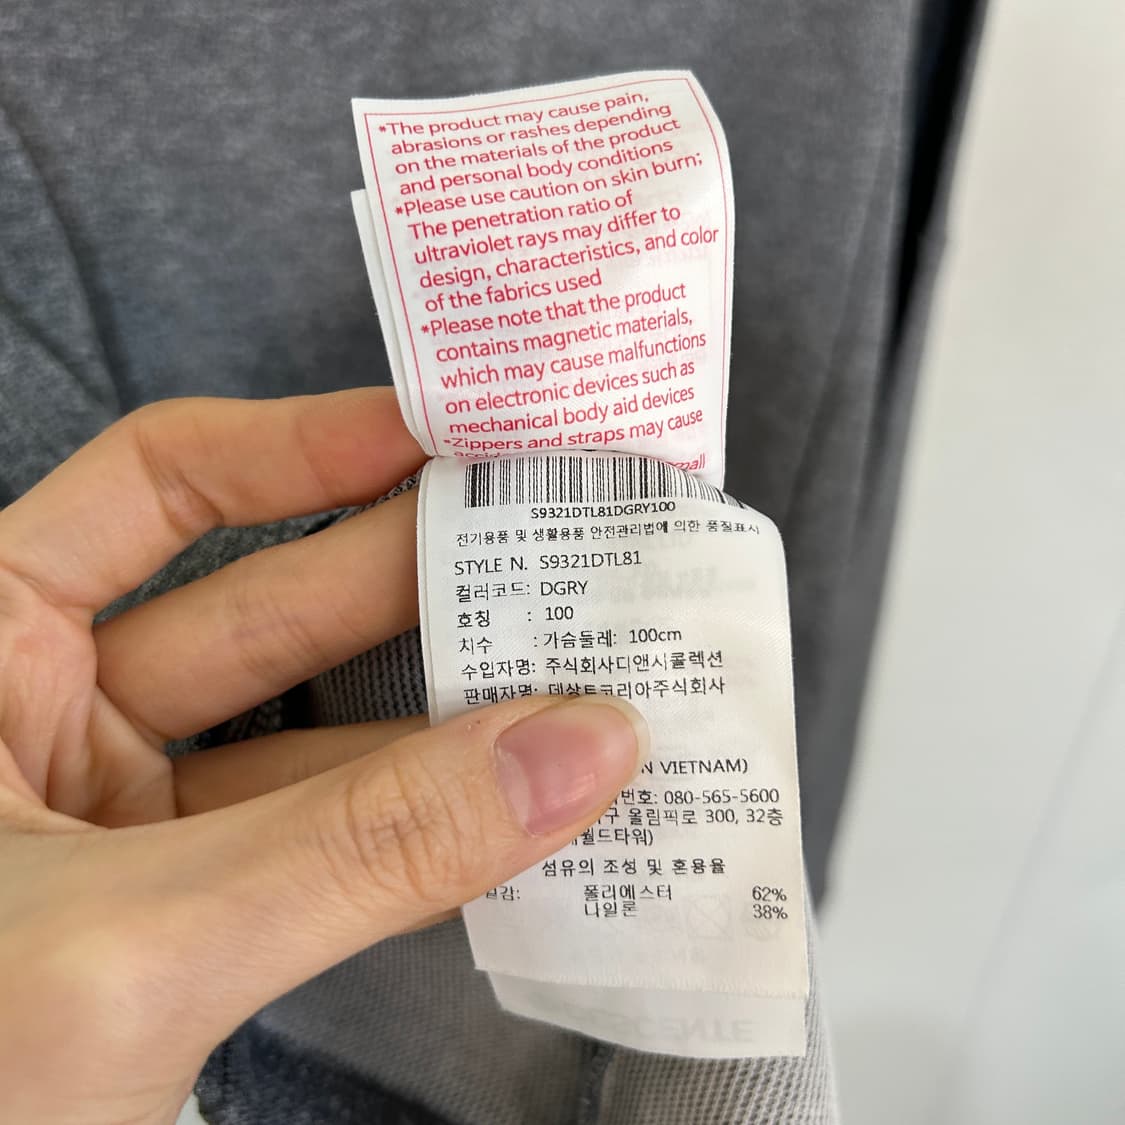 *The product may cause pain,
abrasions or rashes depending
on the materials of the product
and personal body conditions
*Please use caution on skin burn;
The penetration ratio of
ultraviolet rays may differ to
design, characteristics, and color
of the fabrics used
*Please note that the product
contains magnetic materials,
which may cause malfunctions
on electronic devices such as
mechanical body aid devices
*Zippers and straps may cause
small
S9321DTL81DGRY100
전기용품 및 생활용품 안전관리법에 의한 품질표시
STYLE N. S9321DTL81
컬러코드: DGRY
호칭 : 100
치수 : 가슴둘레: 100cm
수입자명: 주식회사디앤씨콜렉션
판매자명: 데상트코리아주식회사
VIETNAM)
번호: 080-565-5600
구 올림픽로 300, 32층
월드타워)
섬유의 조성 및 혼용율
폴리에스터 62%
나일론 38%
DESCENTE